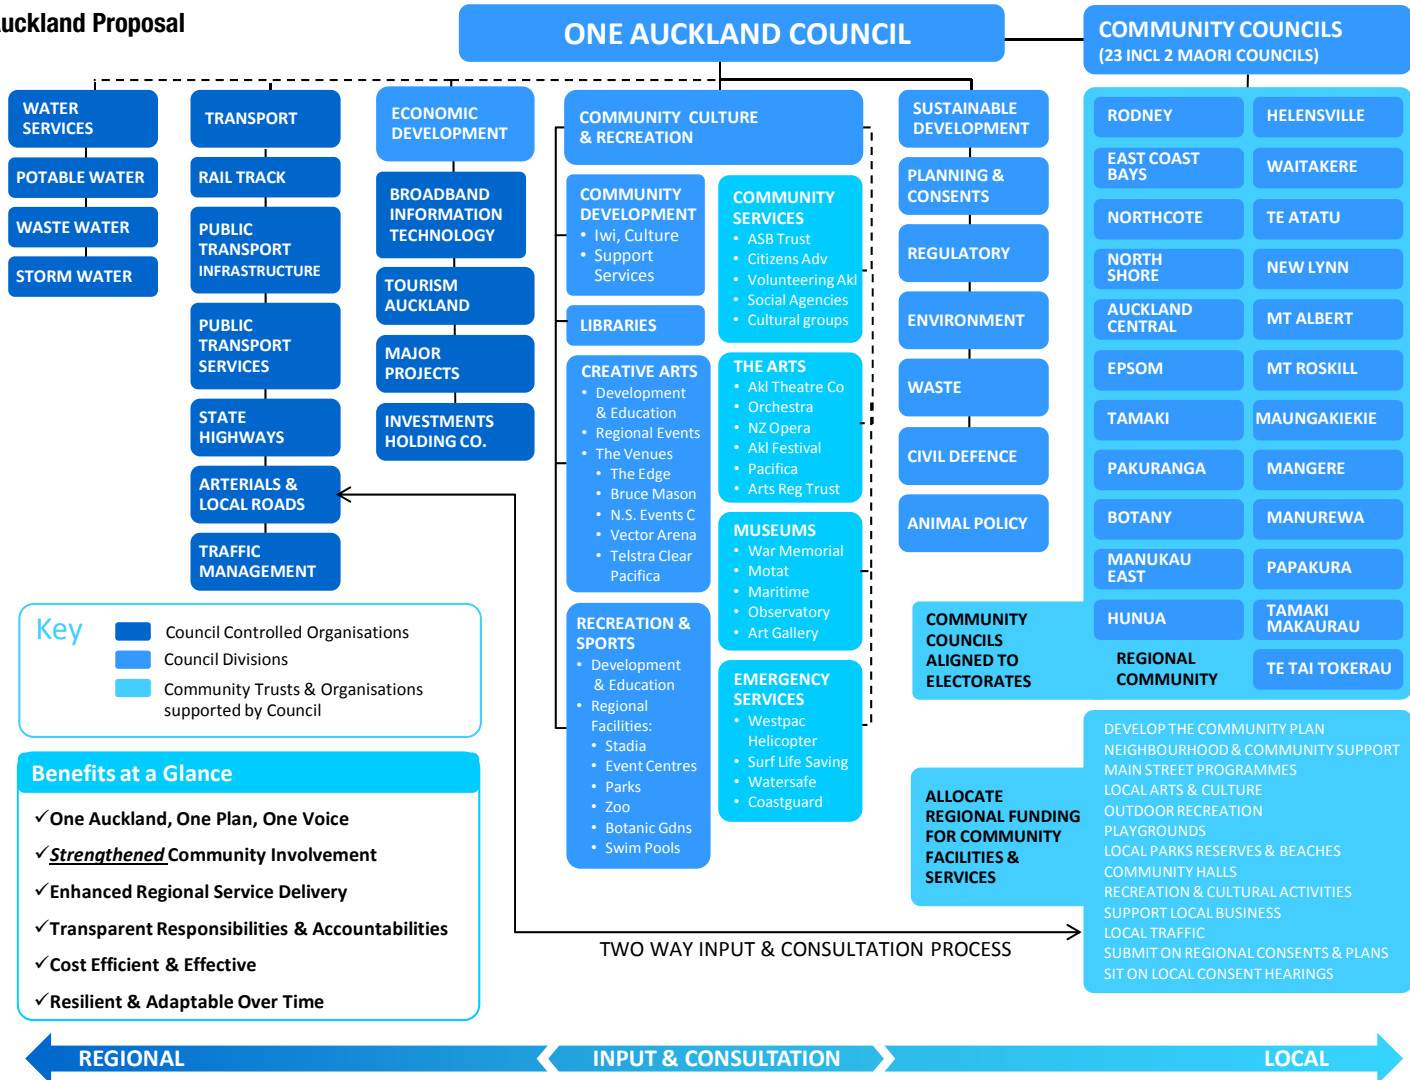 Auckland Proposal
ONE AUCKLAND COUNCIL
COMMUNITY COUNCILS
(23 INCL 2 MAORI COUNCILS)
WATER
SERVICES
POTABLE WATER
WASTE WATER
STORM WATER
TRANSPORT
RAIL TRACK
PUBLIC
TRANSPORT
INFRASTRUCTURE
PUBLIC
TRANSPORT
SERVICES
STATE
HIGHWAYS
ARTERIALS &
LOCAL ROADS
TRAFFIC
MANAGEMENT
ECONOMIC
DEVELOPMENT
BROADBAND
INFORMATION
TECHNOLOGY
TOURISM
AUCKLAND
MAJOR
PROJECTS
INVESTMENTS
HOLDING CO.
COMMUNITY CULTURE
& RECREATION
COMMUNITY
DEVELOPMENT
• Iwi, Culture
• Support
Services
LIBRARIES
CREATIVE ARTS
• Development
& Education
• Regional Events
• The Venues
• The Edge
• Bruce Mason
• N.S. Events C
• Vector Arena
• Telstra Clear
Pacifica
RECREATION &
SPORTS
• Development
& Education
• Regional
Facilities:
• Stadia
• Event Centres
• Parks
• Zoo
• Botanic Gdns
• Swim Pools
COMMUNITY
SERVICES
• ASB Trust
• Citizens Adv
• Volunteering Akl
• Social Agencies
• Cultural groups
THE ARTS
• Akl Theatre Co
• Orchestra
• NZ Opera
• Akl Festival
• Pacifica
• Arts Reg Trust
MUSEUMS
• War Memorial
• Motat
• Maritime
• Observatory
• Art Gallery
EMERGENCY
SERVICES
• Westpac
Helicopter
• Surf Life Saving
• Watersafe
• Coastguard
SUSTAINABLE
DEVELOPMENT
PLANNING &
CONSENTS
REGULATORY
ENVIRONMENT
WASTE
CIVIL DEFENCE
ANIMAL POLICY
RODNEY
HELENSVILLE
EAST COAST
BAYS
WAITAKERE
NORTHCOTE
TE ATATU
NORTH
SHORE
NEW LYNN
AUCKLAND
CENTRAL
MT ALBERT
EPSOM
MT ROSKILL
TAMAKI
MAUNGAKIEKIE
PAKURANGA
MANGERE
BOTANY
MANUREWA
MANUKAU
EAST
PAPAKURA
HUNUA
TAMAKI
MAKAURAU
REGIONAL
COMMUNITY
TE TAI TOKERAU
COMMUNITY
COUNCILS
ALIGNED TO
ELECTORATES
ALLOCATE
REGIONAL FUNDING
FOR COMMUNITY
FACILITIES &
SERVICES
DEVELOP THE COMMUNITY PLAN
NEIGHBOURHOOD & COMMUNITY SUPPORT
MAIN STREET PROGRAMMES
LOCAL ARTS & CULTURE
OUTDOOR RECREATION
PLAYGROUNDS
LOCAL PARKS RESERVES & BEACHES
COMMUNITY HALLS
RECREATION & CULTURAL ACTIVITIES
SUPPORT LOCAL BUSINESS
LOCAL TRAFFIC
SUBMIT ON REGIONAL CONSENTS & PLANS
SIT ON LOCAL CONSENT HEARINGS
Key
Council Controlled Organisations
Council Divisions
Community Trusts & Organisations
supported by Council
Benefits at a Glance
✓One Auckland, One Plan, One Voice
✓Strengthened Community Involvement
✓Enhanced Regional Service Delivery
✓Transparent Responsibilities & Accountabilities
✓Cost Efficient & Effective
✓Resilient & Adaptable Over Time
TWO WAY INPUT & CONSULTATION PROCESS
REGIONAL
INPUT & CONSULTATION
LOCAL